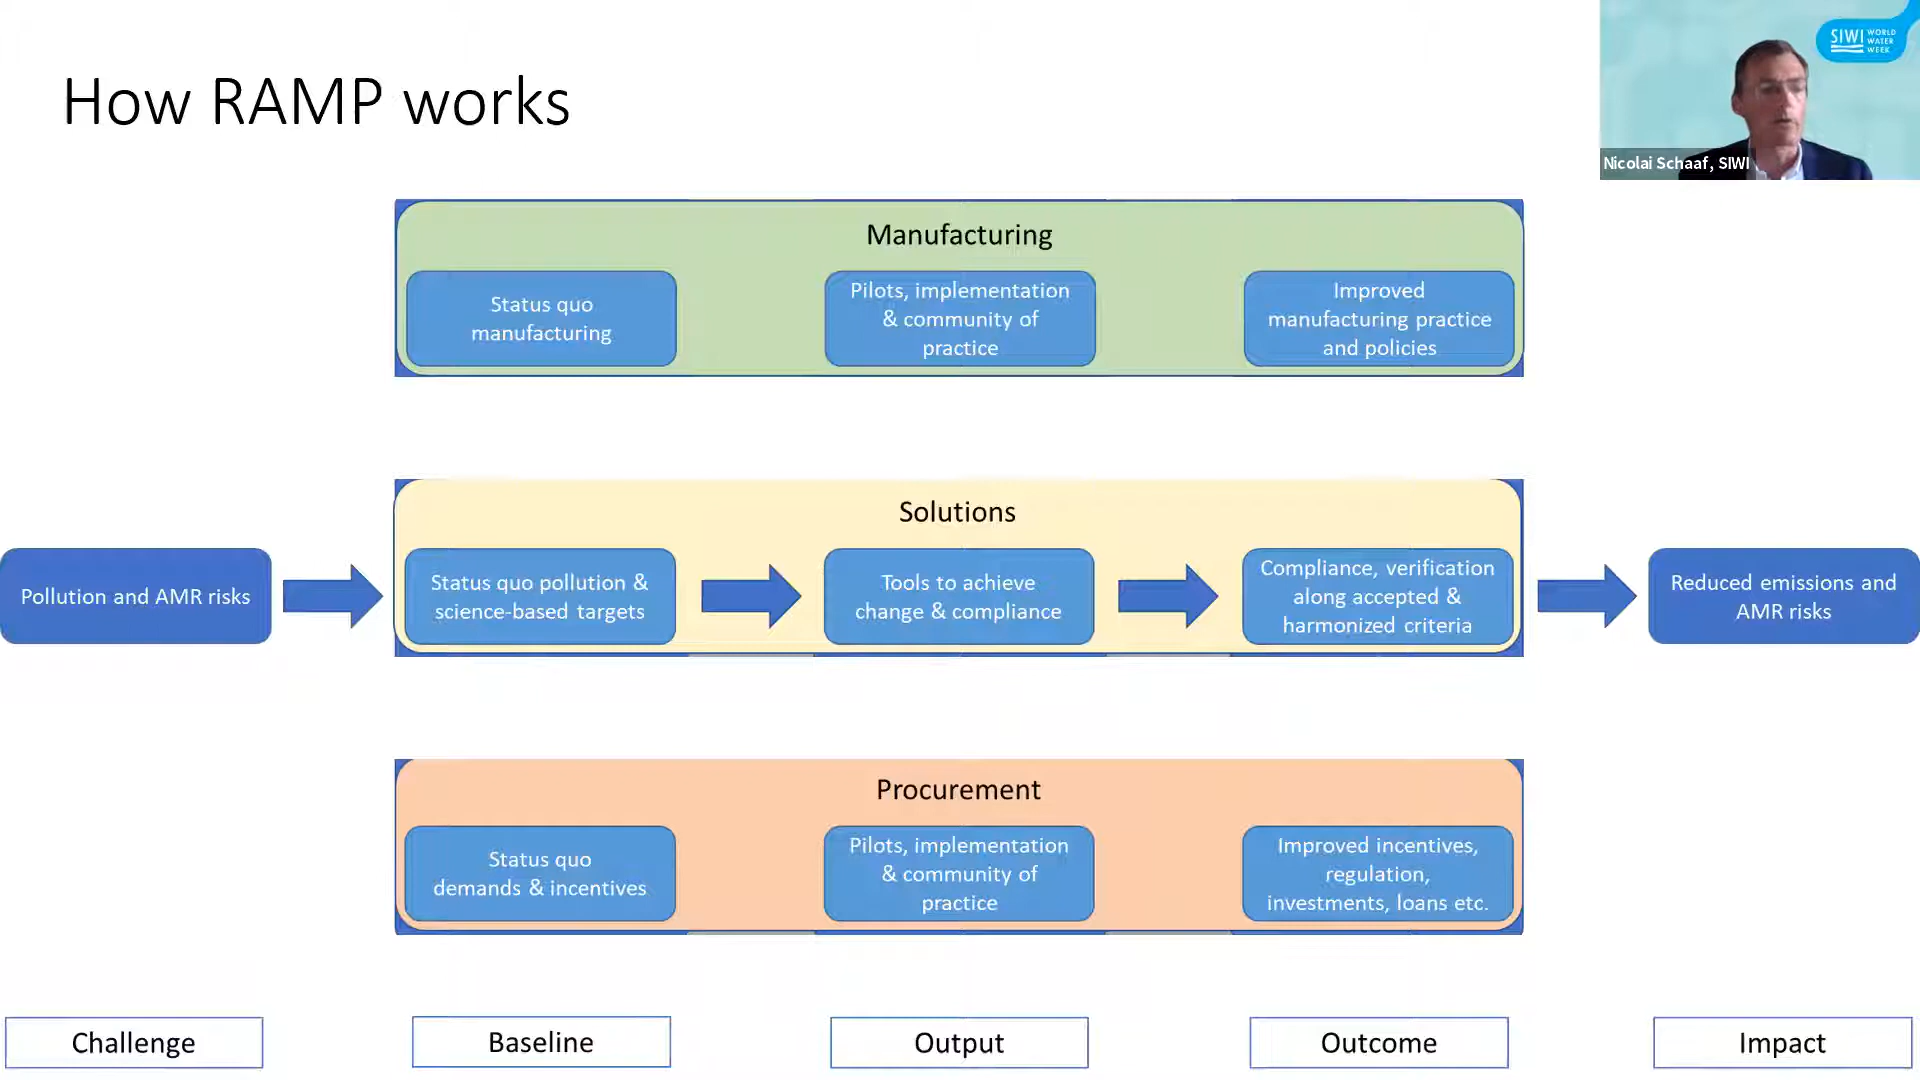 How RAMP works
SIWI WORLD
WATER
WEEK
Nicolai Schaaf, SIWI
Manufacturing
Status quo
manufacturing
Pilots, implementation
& community of
practice
Improved
manufacturing practice
and policies
Solutions
Pollution and AMR risks
Status quo pollution &
science-based targets
Tools to achieve
change & compliance
Compliance, verification
along accepted &
harmonized criteria
Reduced emissions and
AMR risks
Procurement
Status quo
demands & incentives
Pilots, implementation
& community of
practice
Improved incentives,
regulation,
investments, loans etc.
Challenge
Baseline
Output
Outcome
Impact